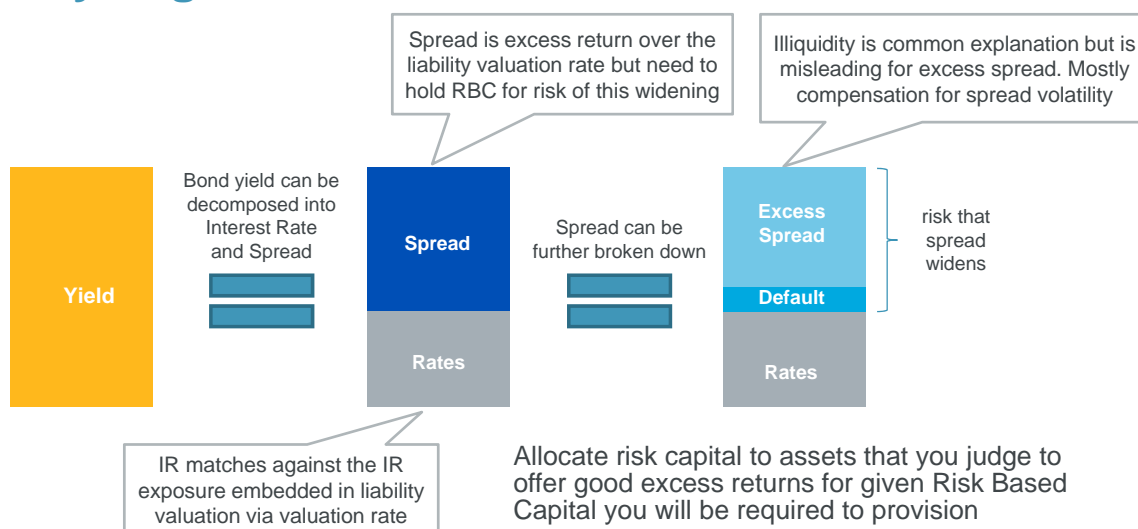 Spread is excess return over the
liability valuation rate but need to
hold RBC for risk of this widening
Illiquidity is common explanation but is
misleading for excess spread. Mostly
compensation for spread volatility
Yield
Bond yield can be
decomposed into
Interest Rate
and Spread
Spread
Rates
Spread can be
further broken down
Excess
Spread
Default
Rates
risk that
spread
widens
IR matches against the IR
exposure embedded in liability
valuation via valuation rate
Allocate risk capital to assets that you judge to
offer good excess returns for given Risk Based
Capital you will be required to provision